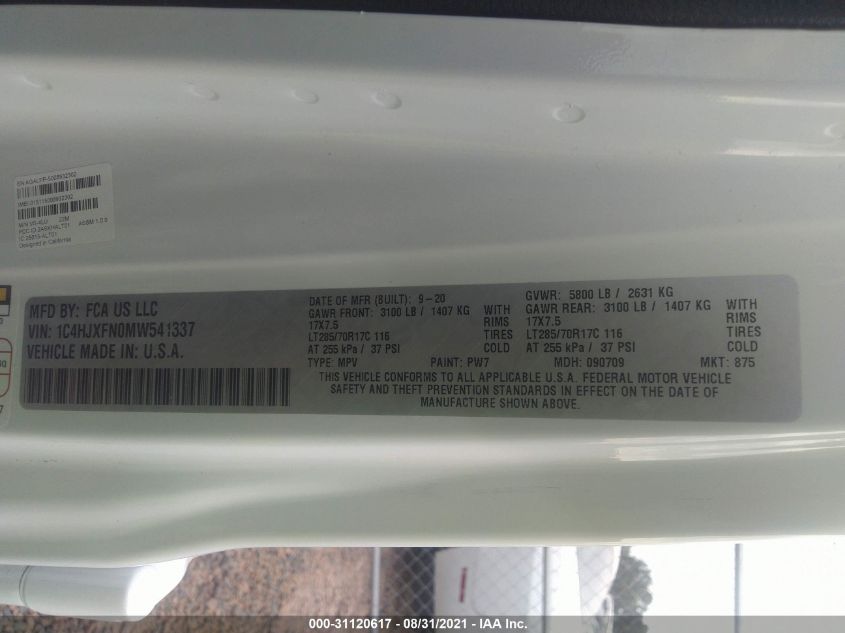 MFD BY: FCA US LLC
VIN: 1C4HJXFN0MW541337
VEHICLE MADE IN: U.S.A.
DATE OF MFR (BUILT): 9-20
GVWR: 5800 LB / 2631 KG
GAWR FRONT: 3100 LB / 1407 KG WITH GAWR REAR: 3100 LB / 1407 KG WITH
17X7.5 RIMS 17X7.5 RIMS
LT285/70R17C 116 TIRES LT285/70R17C 116 TIRES
AT 255 kPa / 37 PSI COLD AT 255 kPa / 37 PSI COLD
TYPE: MPV PAINT: PW7 MDH: 090709 MKT: 875
THIS VEHICLE CONFORMS TO ALL APPLICABLE U.S.A. FEDERAL MOTOR VEHICLE
SAFETY AND THEFT PREVENTION STANDARDS IN EFFECT ON THE DATE OF
MANUFACTURE SHOWN ABOVE.
Designed in California
000-31120617 - 08/31/2021 - IAA Inc.